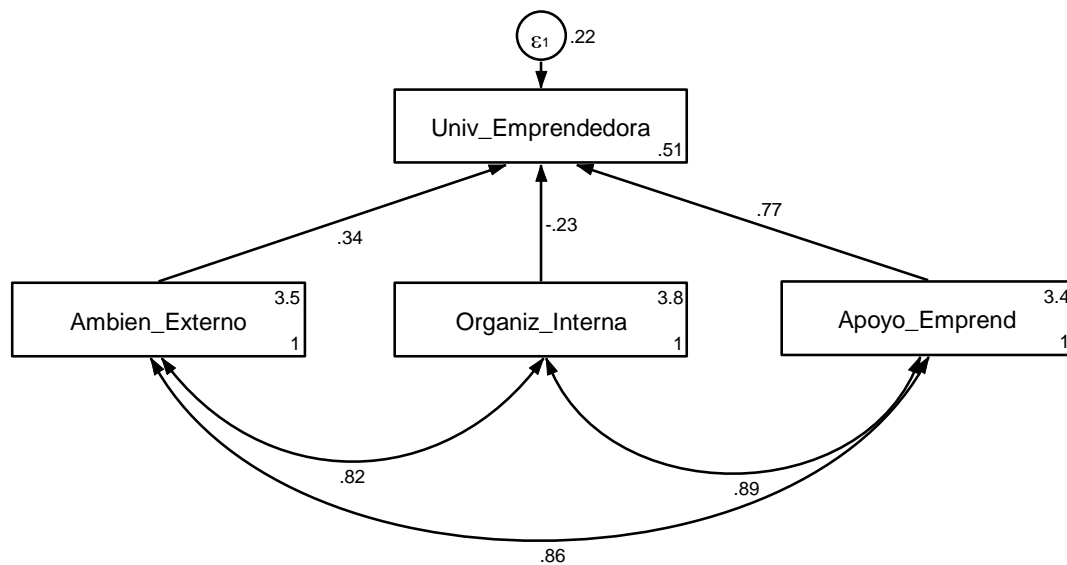 ε1
.22
Univ_Emprendedora
.51
.34
-.23
.77
Ambien_Externo
3.5
1
Organiz_Interna
3.8
1
Apoyo_Emprend
3.4
1
.82
.89
.86